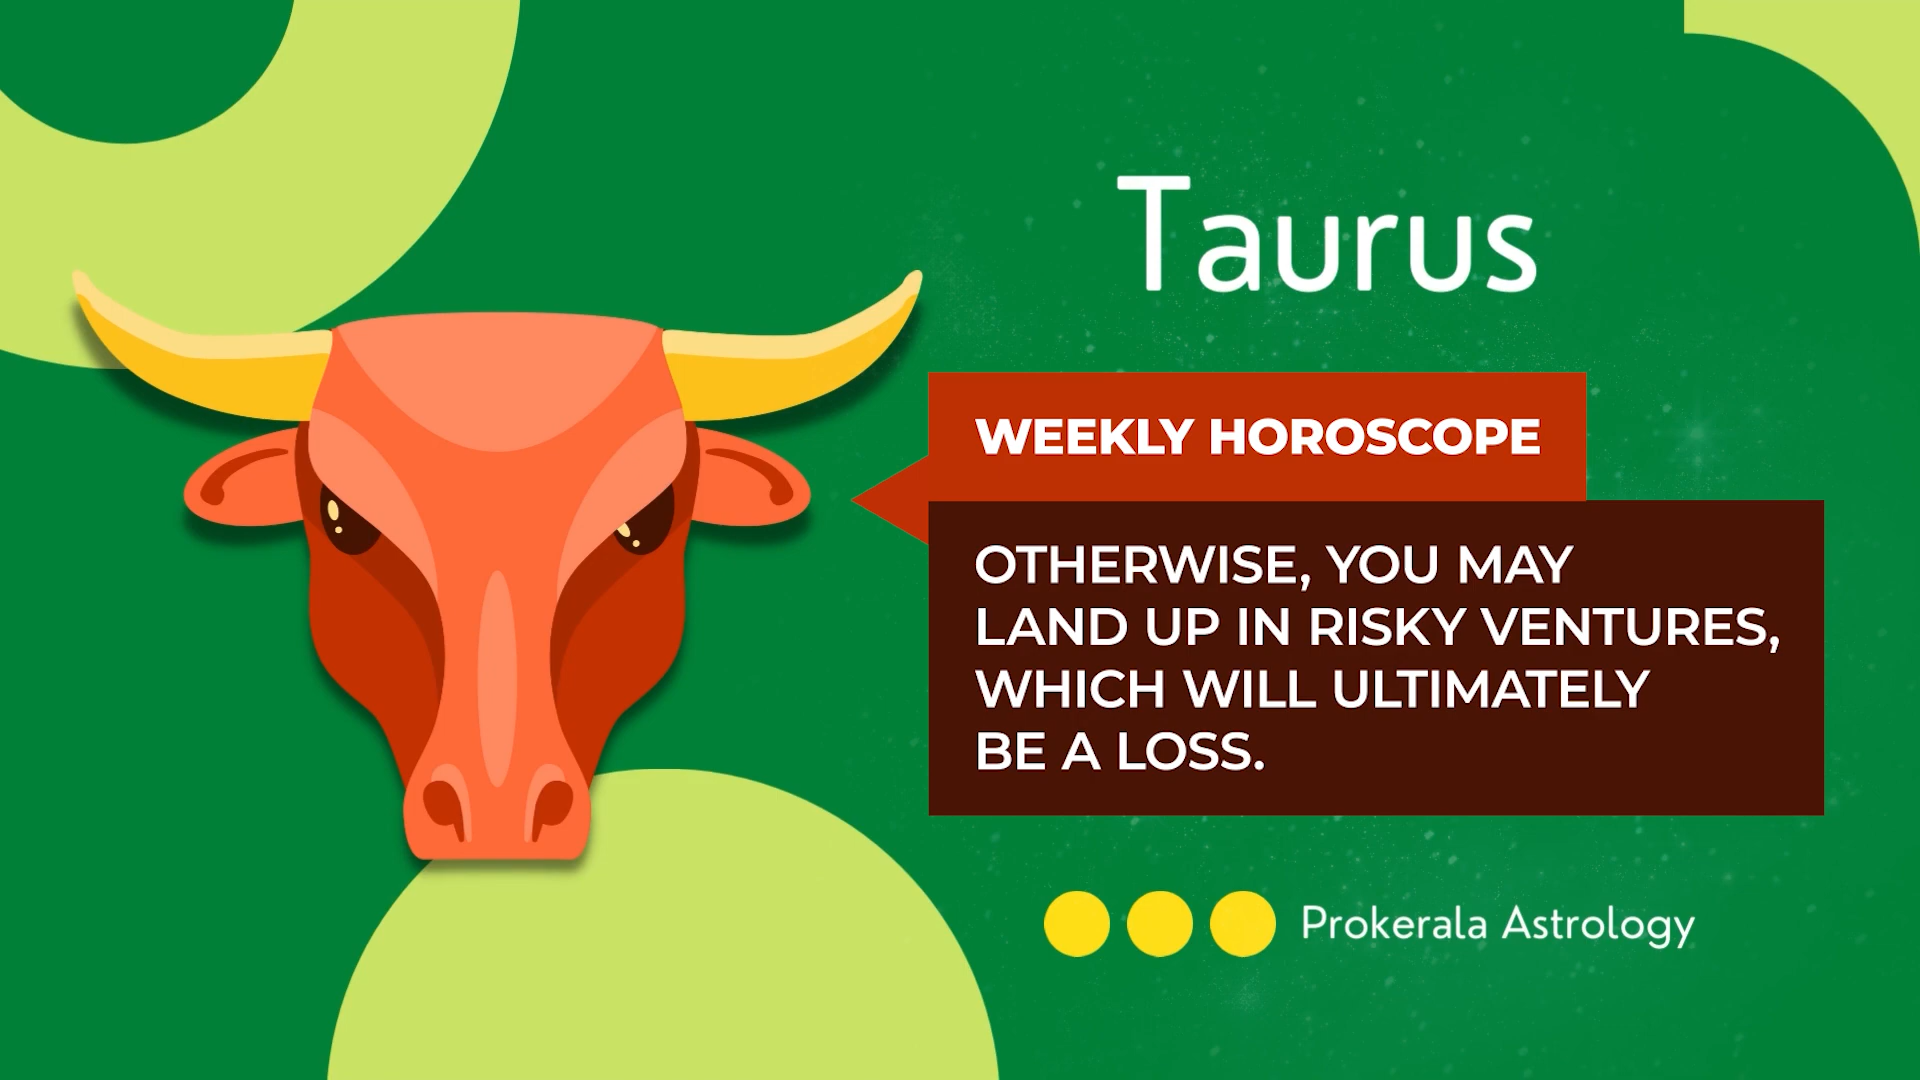 Taurus
WEEKLY HOROSCOPE
OTHERWISE, YOU MAY
LAND UP IN RISKY VENTURES,
WHICH WILL ULTIMATELY
BE A LOSS.
Prokerala Astrology